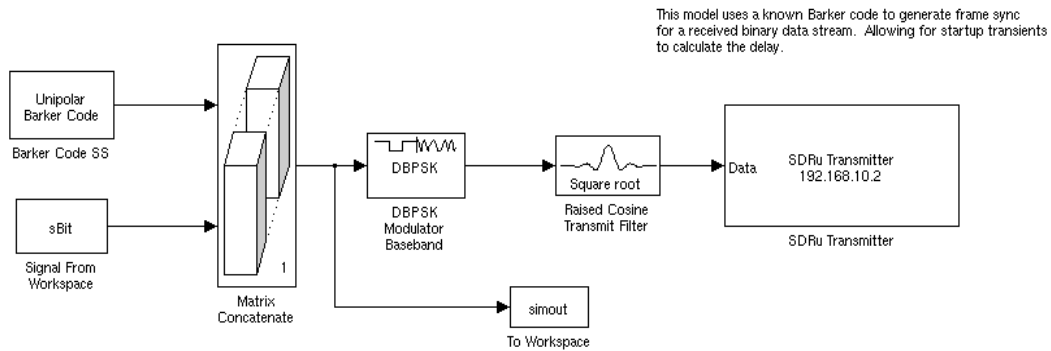 This model uses a known Barker code to generate frame sync
for a received binary data stream.  Allowing for startup transients
to calculate the delay.
Unipolar
Barker Code
Barker Code SS
sBit
Signal From
Workspace
1
Matrix
Concatenate
DBPSK
DBPSK
Modulator
Baseband
Square root
Raised Cosine
Transmit Filter
Data
SDRu Transmitter
192.168.10.2
SDRu Transmitter
simout
To Workspace